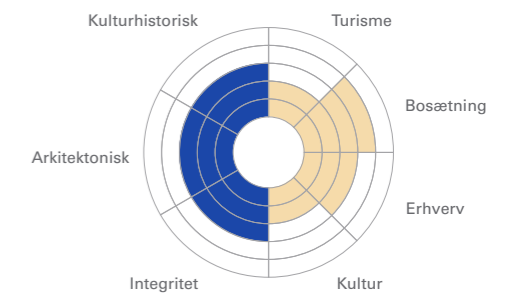 Kulturhistorisk
Turisme
Bosætning
Arkitektonisk
Erhverv
Integritet
Kultur